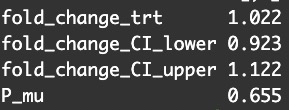 fold_change_trt 1.022
fold_change_CI_lower 0.923
fold_change_CI_upper 1.122
P_mu 0.655